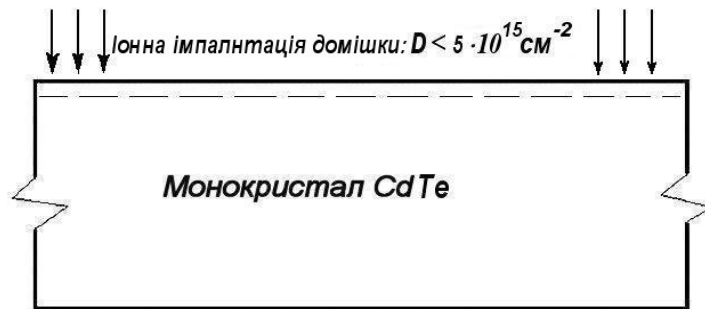 Іонна імпалнтація домішки: D < 5 ·10¹⁵см⁻²
Монокристал CdTe